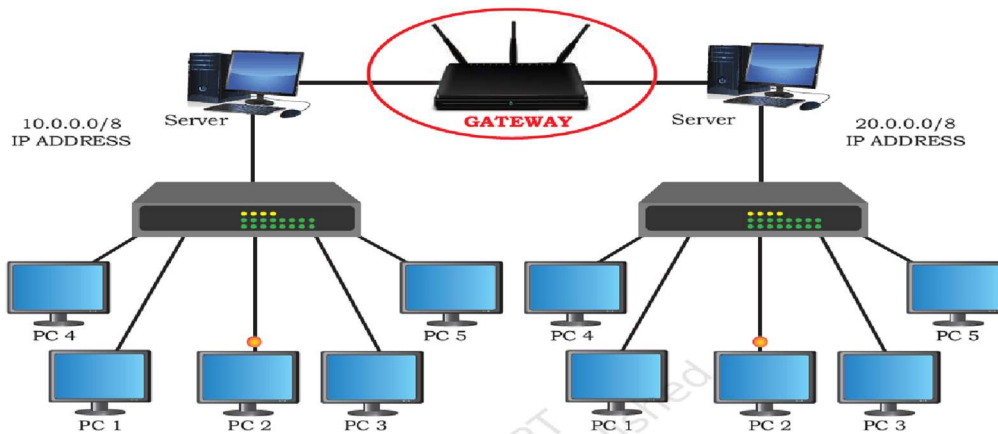 GATEWAY
Server
Server
10.0.0.0/8
IP ADDRESS
20.0.0.0/8
IP ADDRESS
PC 4
PC 5
PC 4
PC 5
PC 1
PC 2
PC 3
PC 1
PC 2
PC 3